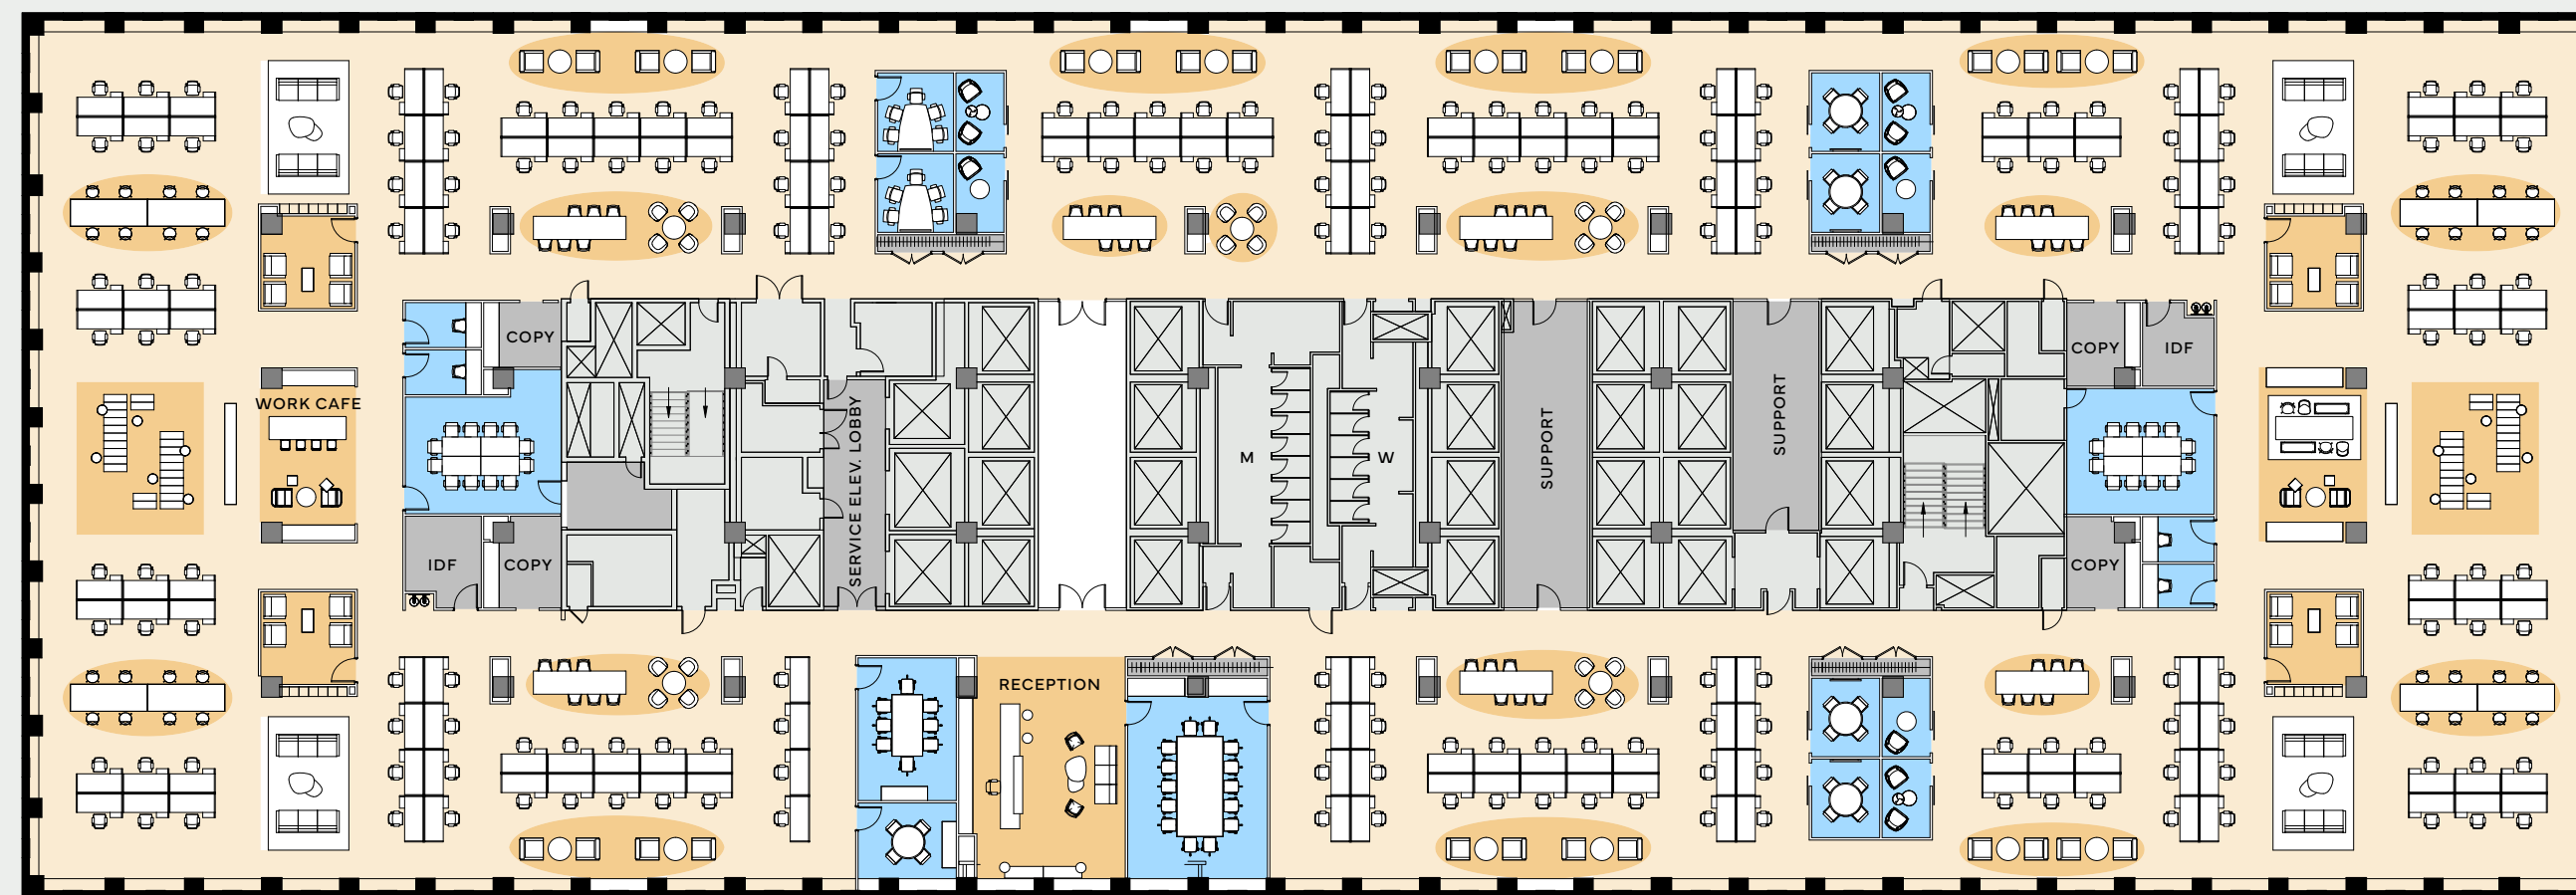 COPY
COPY
IDF
WORK CAFE
SERVICE ELEV. LOBBY
M
W
SUPPORT
SUPPORT
IDF
COPY
COPY
RECEPTION